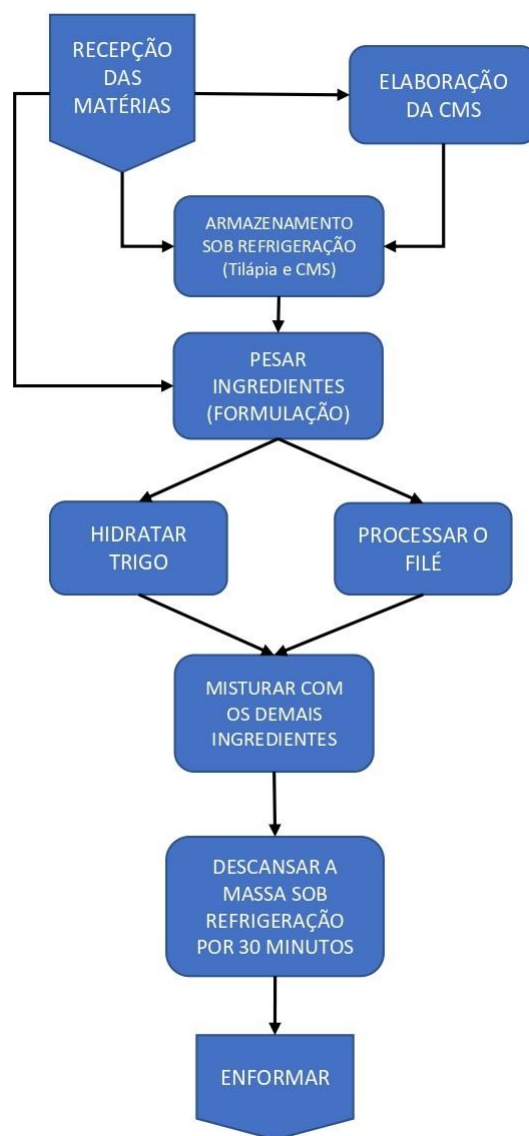 RECEPÇÃO
DAS
MATÉRIAS
ELABORAÇÃO
DA CMS
ARMAZENAMENTO
SOB REFRIGERAÇÃO
(Tilápia e CMS)
PESAR
INGREDIENTES
(FORMULAÇÃO)
HIDRATAR
TRIGO
PROCESSAR O
FILÉ
MISTURAR COM
OS DEMAIS
INGREDIENTES
DESCANSAR A
MASSA SOB
REFRIGERAÇÃO
POR 30 MINUTOS
ENFORMAR